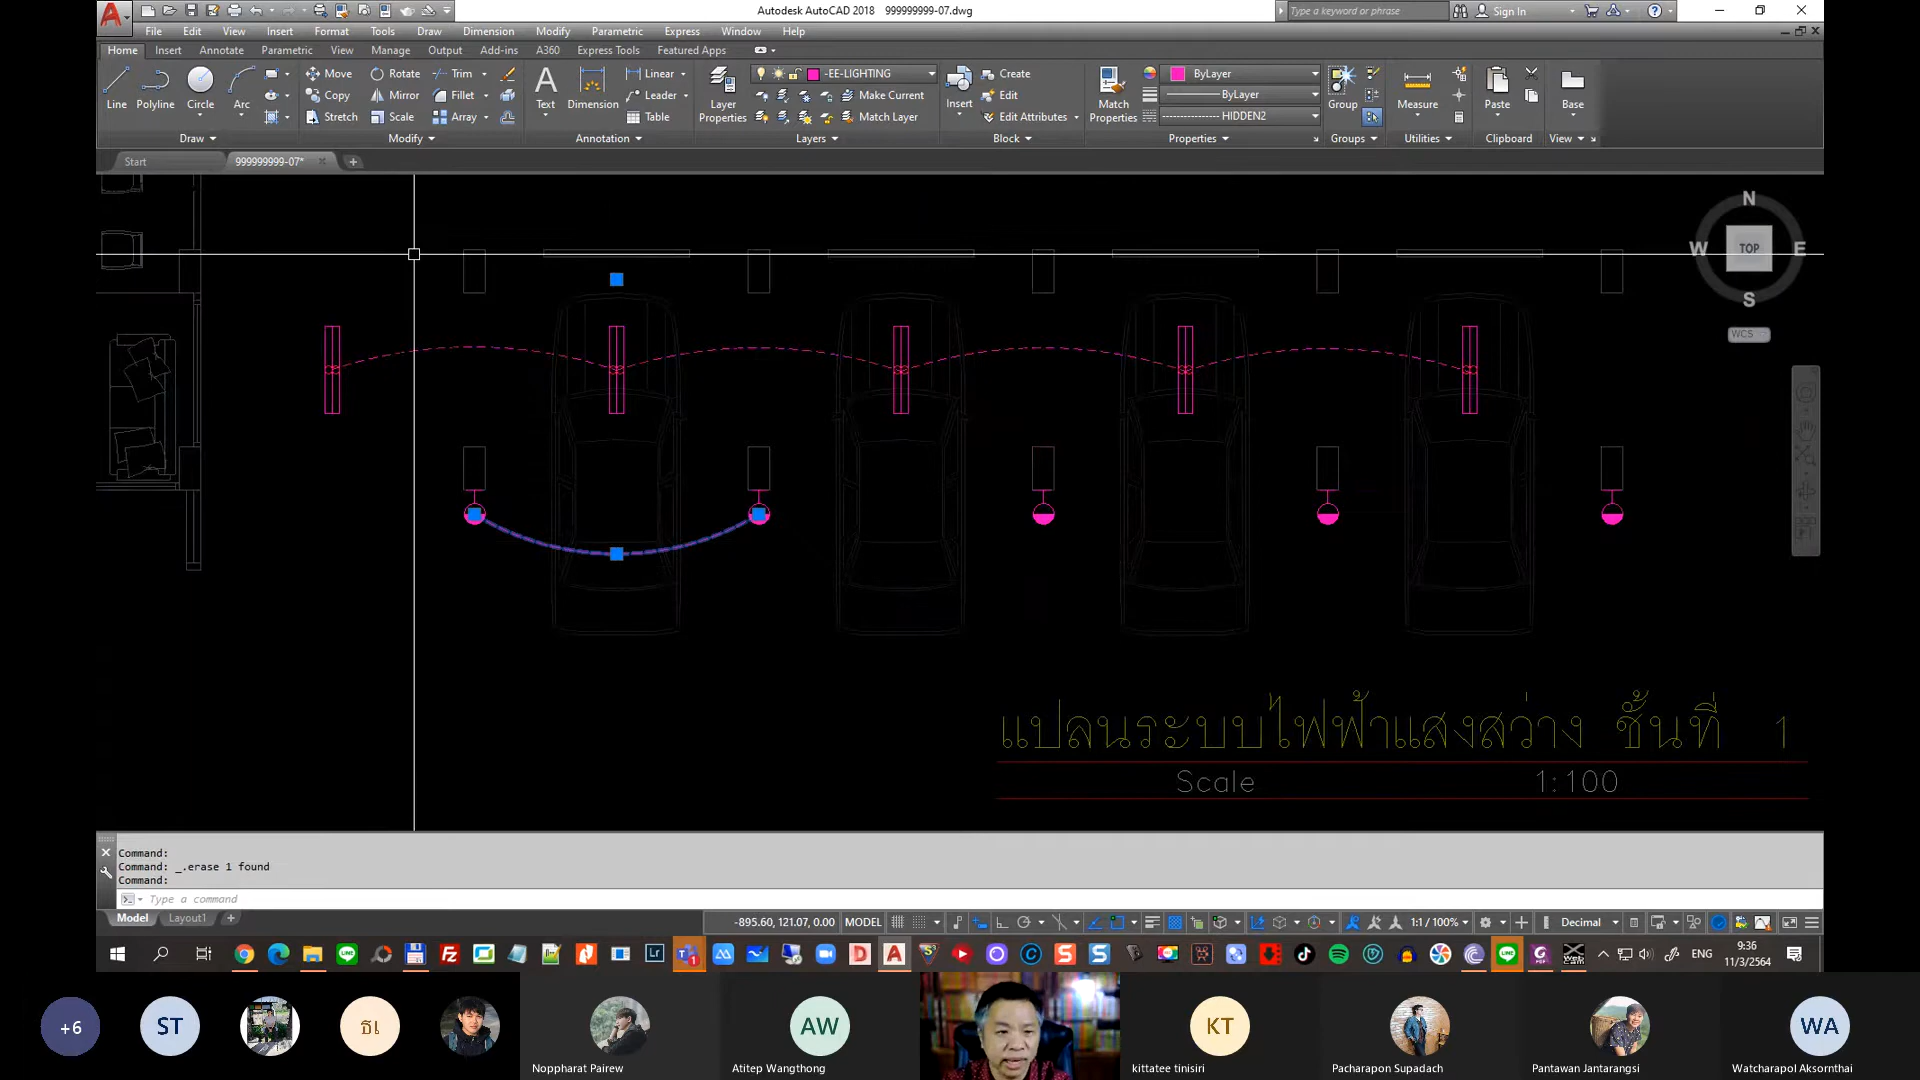 Autodesk AutoCAD 2018 999999999-07.dwg
Type a keyword or phrase
Sign In
File Edit View Insert Format Tools Draw Dimension Modify Parametric Express Window Help
Home Insert Annotate Parametric View Manage Output Add-ins A360 Express Tools Featured Apps
Line Polyline Circle Arc
Move Rotate Trim
Copy Mirror Fillet
Stretch Scale Array
Text Dimension
Linear
Leader
Table
Layer Properties
-EE-LIGHTING
Make Current
Match Layer
Insert
Create
Edit
Edit Attributes
Match Properties
ByLayer
ByLayer
HIDDEN2
Group
Measure
Paste
Base
Draw Modify Annotation Layers Block Properties Groups Utilities Clipboard View
Start 999999999-07*
N
W TOP E
S
WCS
แปลนระบบไฟฟ้าแสงสว่าง ชั้นที่ 1
Scale 1:100
Command:
Command: _.erase 1 found
Command:
Type a command
Model Layout1
-895.60, 121.07, 0.00 MODEL 1:1 / 100% Decimal
ENG
9:36
11/3/2564
+6
ST
ธเ
Noppharat Pairew
AW
Atitep Wangthong
KT
kittatee tinisiri
Pacharapon Supadach
Pantawan Jantarangsi
WA
Watcharapol Aksornthai